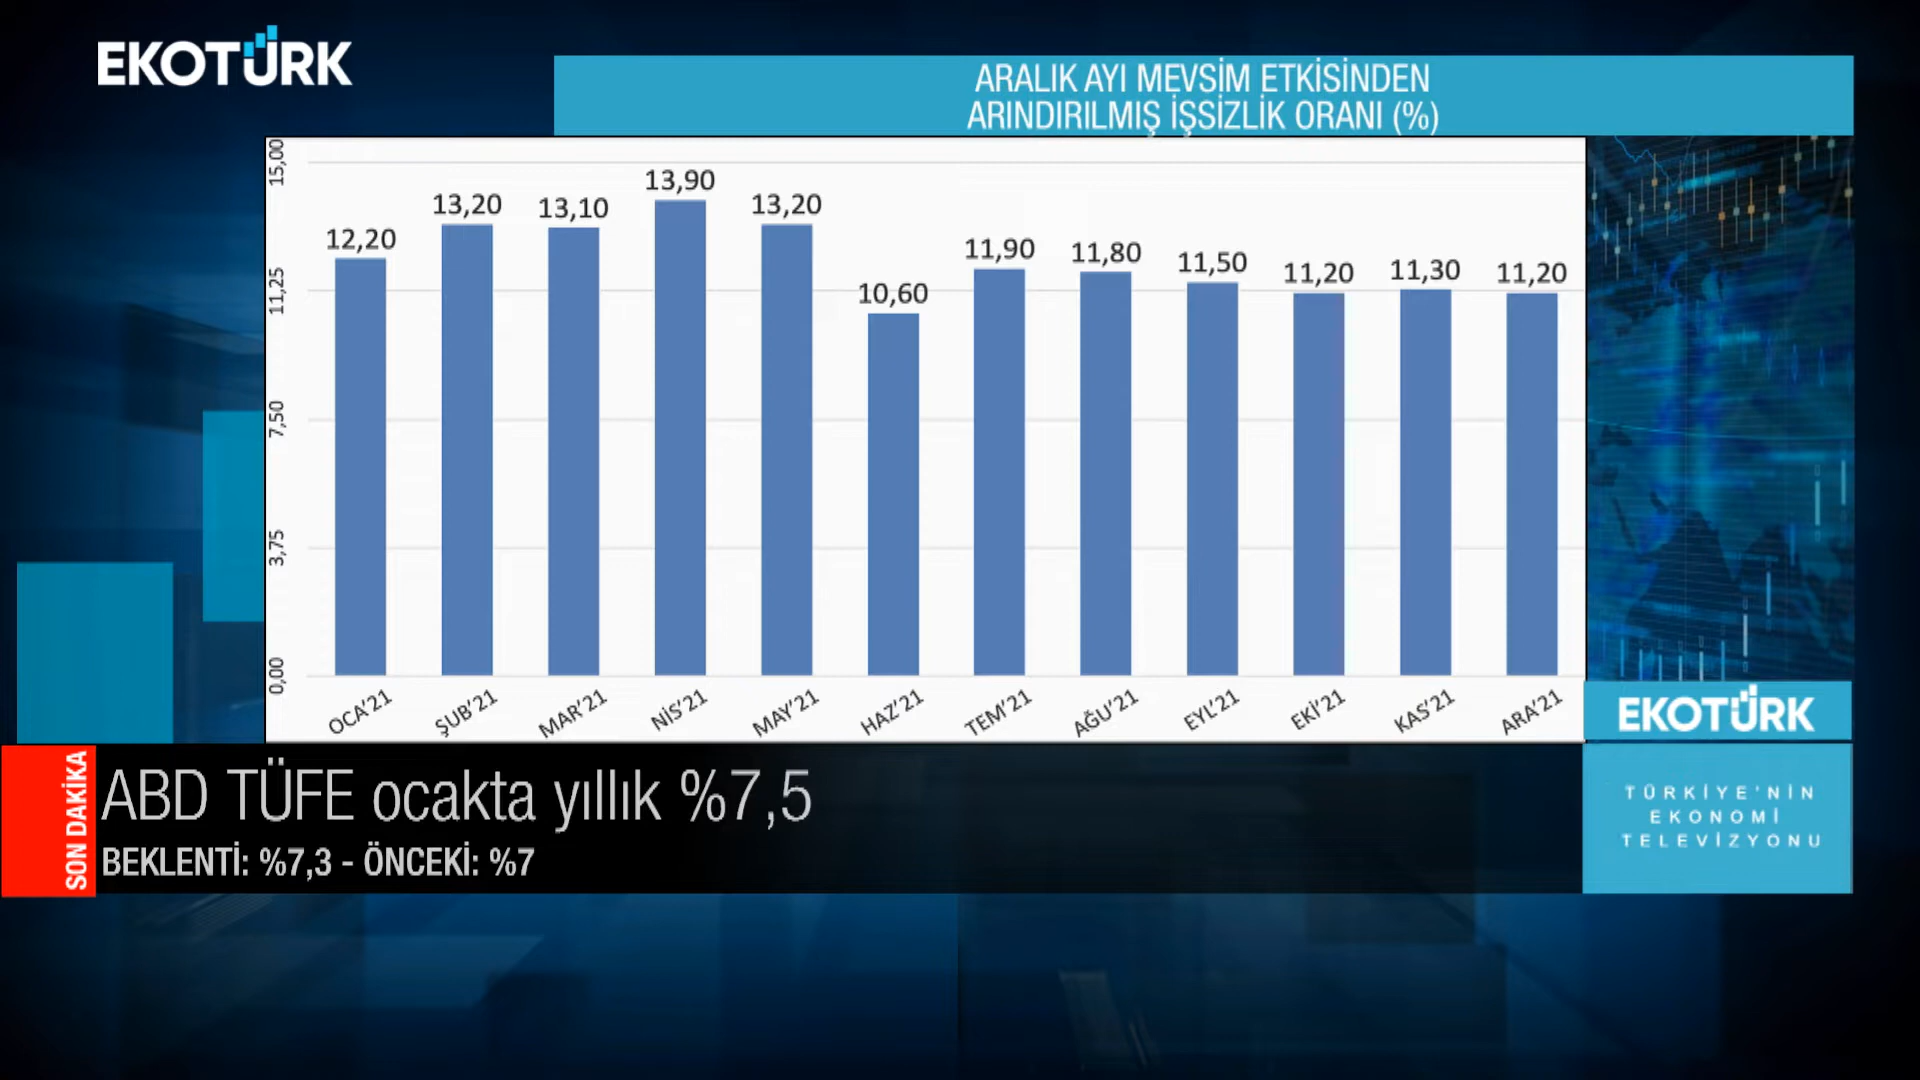 EKOTÜRK
ARALIK AYI MEVSİM ETKİSİNDEN
ARINDIRILMIŞ İŞSİZLİK ORANI (%)
15,00
11,25
7,50
3,75
0,00
12,20
13,20
13,10
13,90
13,20
10,60
11,90
11,80
11,50
11,20
11,30
11,20
OCA'21
ŞUB'21
MAR'21
NİS'21
MAY'21
HAZ'21
TEM'21
AĞU'21
EYL'21
EKİ'21
KAS'21
ARA'21
EKOTÜRK
TÜRKİYE'NİN
EKONOMİ
TELEVİZYONU
SON DAKİKA
ABD TÜFE ocakta yıllık %7,5
BEKLENTİ: %7,3 - ÖNCEKİ: %7